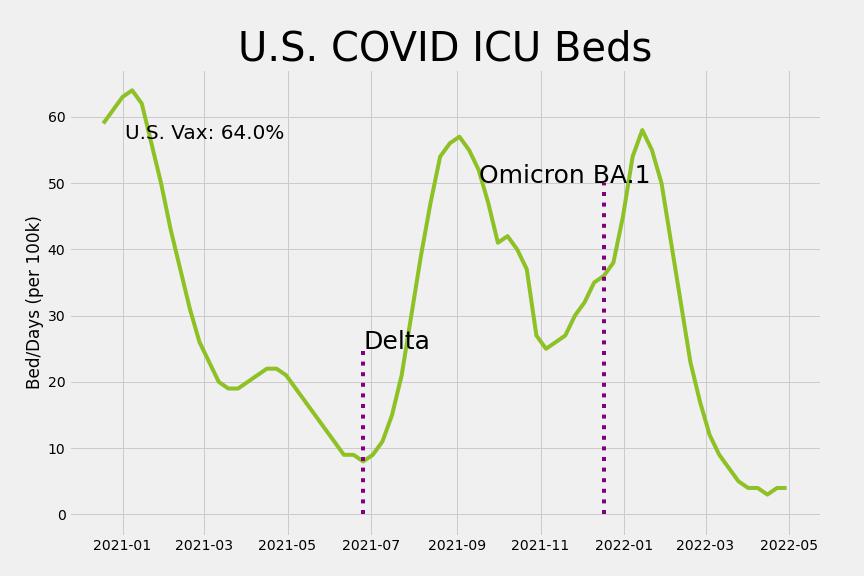 U.S. COVID ICU Beds
60
U.S. Vax: 64.0%
50
Omicron BA.1
40
30
Delta
20
10
0
Bed/Days (per 100k)
2021-01 2021-03 2021-05 2021-07 2021-09 2021-11 2022-01 2022-03 2022-05